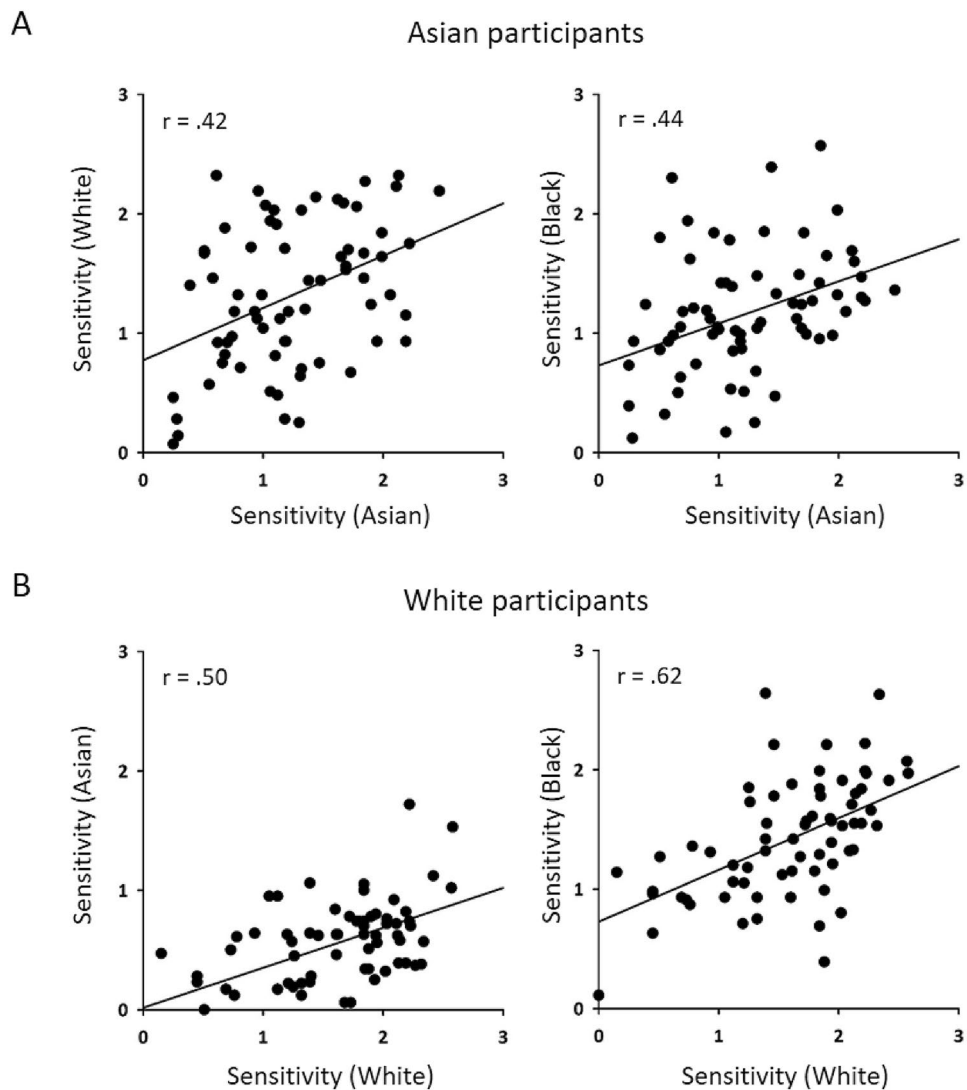 A
Asian participants
r = .42
Sensitivity (White)
3
2
1
0
0 1 2 3
Sensitivity (Asian)
r = .44
Sensitivity (Black)
3
2
1
0
0 1 2 3
Sensitivity (Asian)
B
White participants
r = .50
Sensitivity (Asian)
3
2
1
0
0 1 2 3
Sensitivity (White)
r = .62
Sensitivity (Black)
3
2
1
0
0 1 2 3
Sensitivity (White)